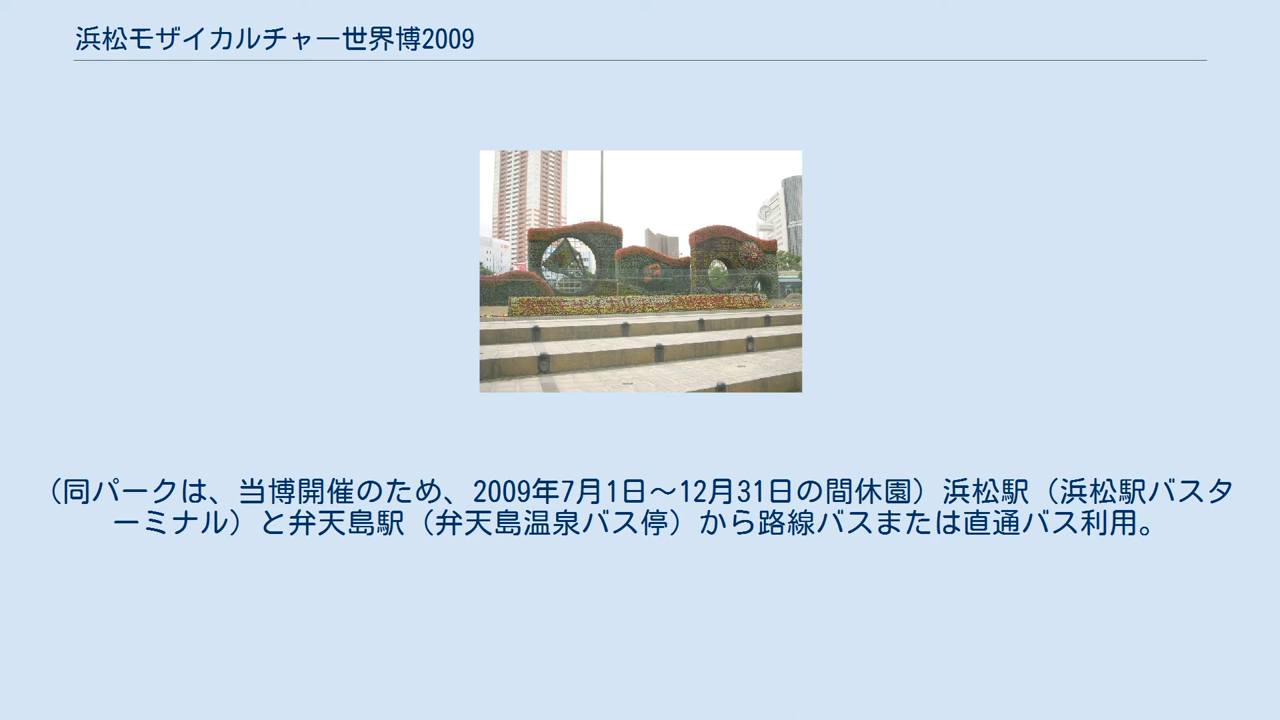 浜松モザイカルチャー世界博2009
（同パークは、当博開催のため、2009年7月1日～12月31日の間休園）浜松駅（浜松駅バスタ
ーミナル）と弁天島駅（弁天島温泉バス停）から路線バスまたは直通バス利用。